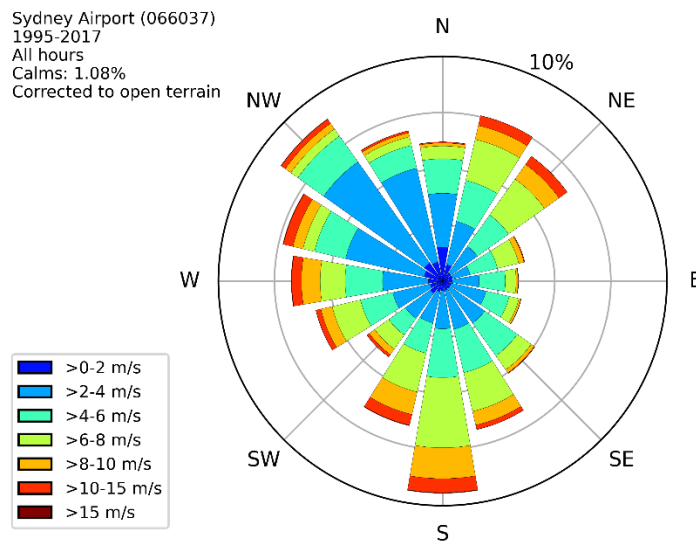 Sydney Airport (066037)
1995-2017
All hours
Calms: 1.08%
Corrected to open terrain
N
10%
NW
NE
W
E
SW
SE
S
>0-2 m/s
>2-4 m/s
>4-6 m/s
>6-8 m/s
>8-10 m/s
>10-15 m/s
>15 m/s